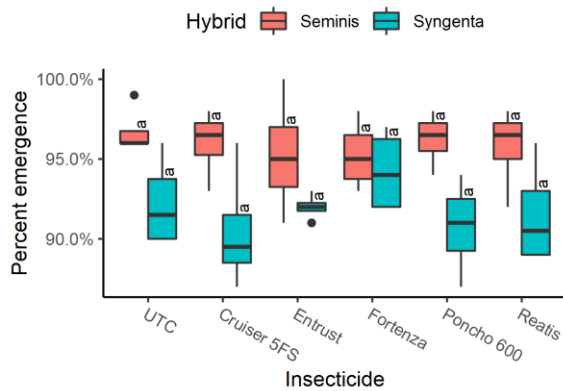 Hybrid Seminis Syngenta
Percent emergence
100.0%
95.0%
90.0%
a a a a a a a a a a a a
UTC Cruiser 5FS Entrust Fortenza Poncho 600 Reatis
Insecticide